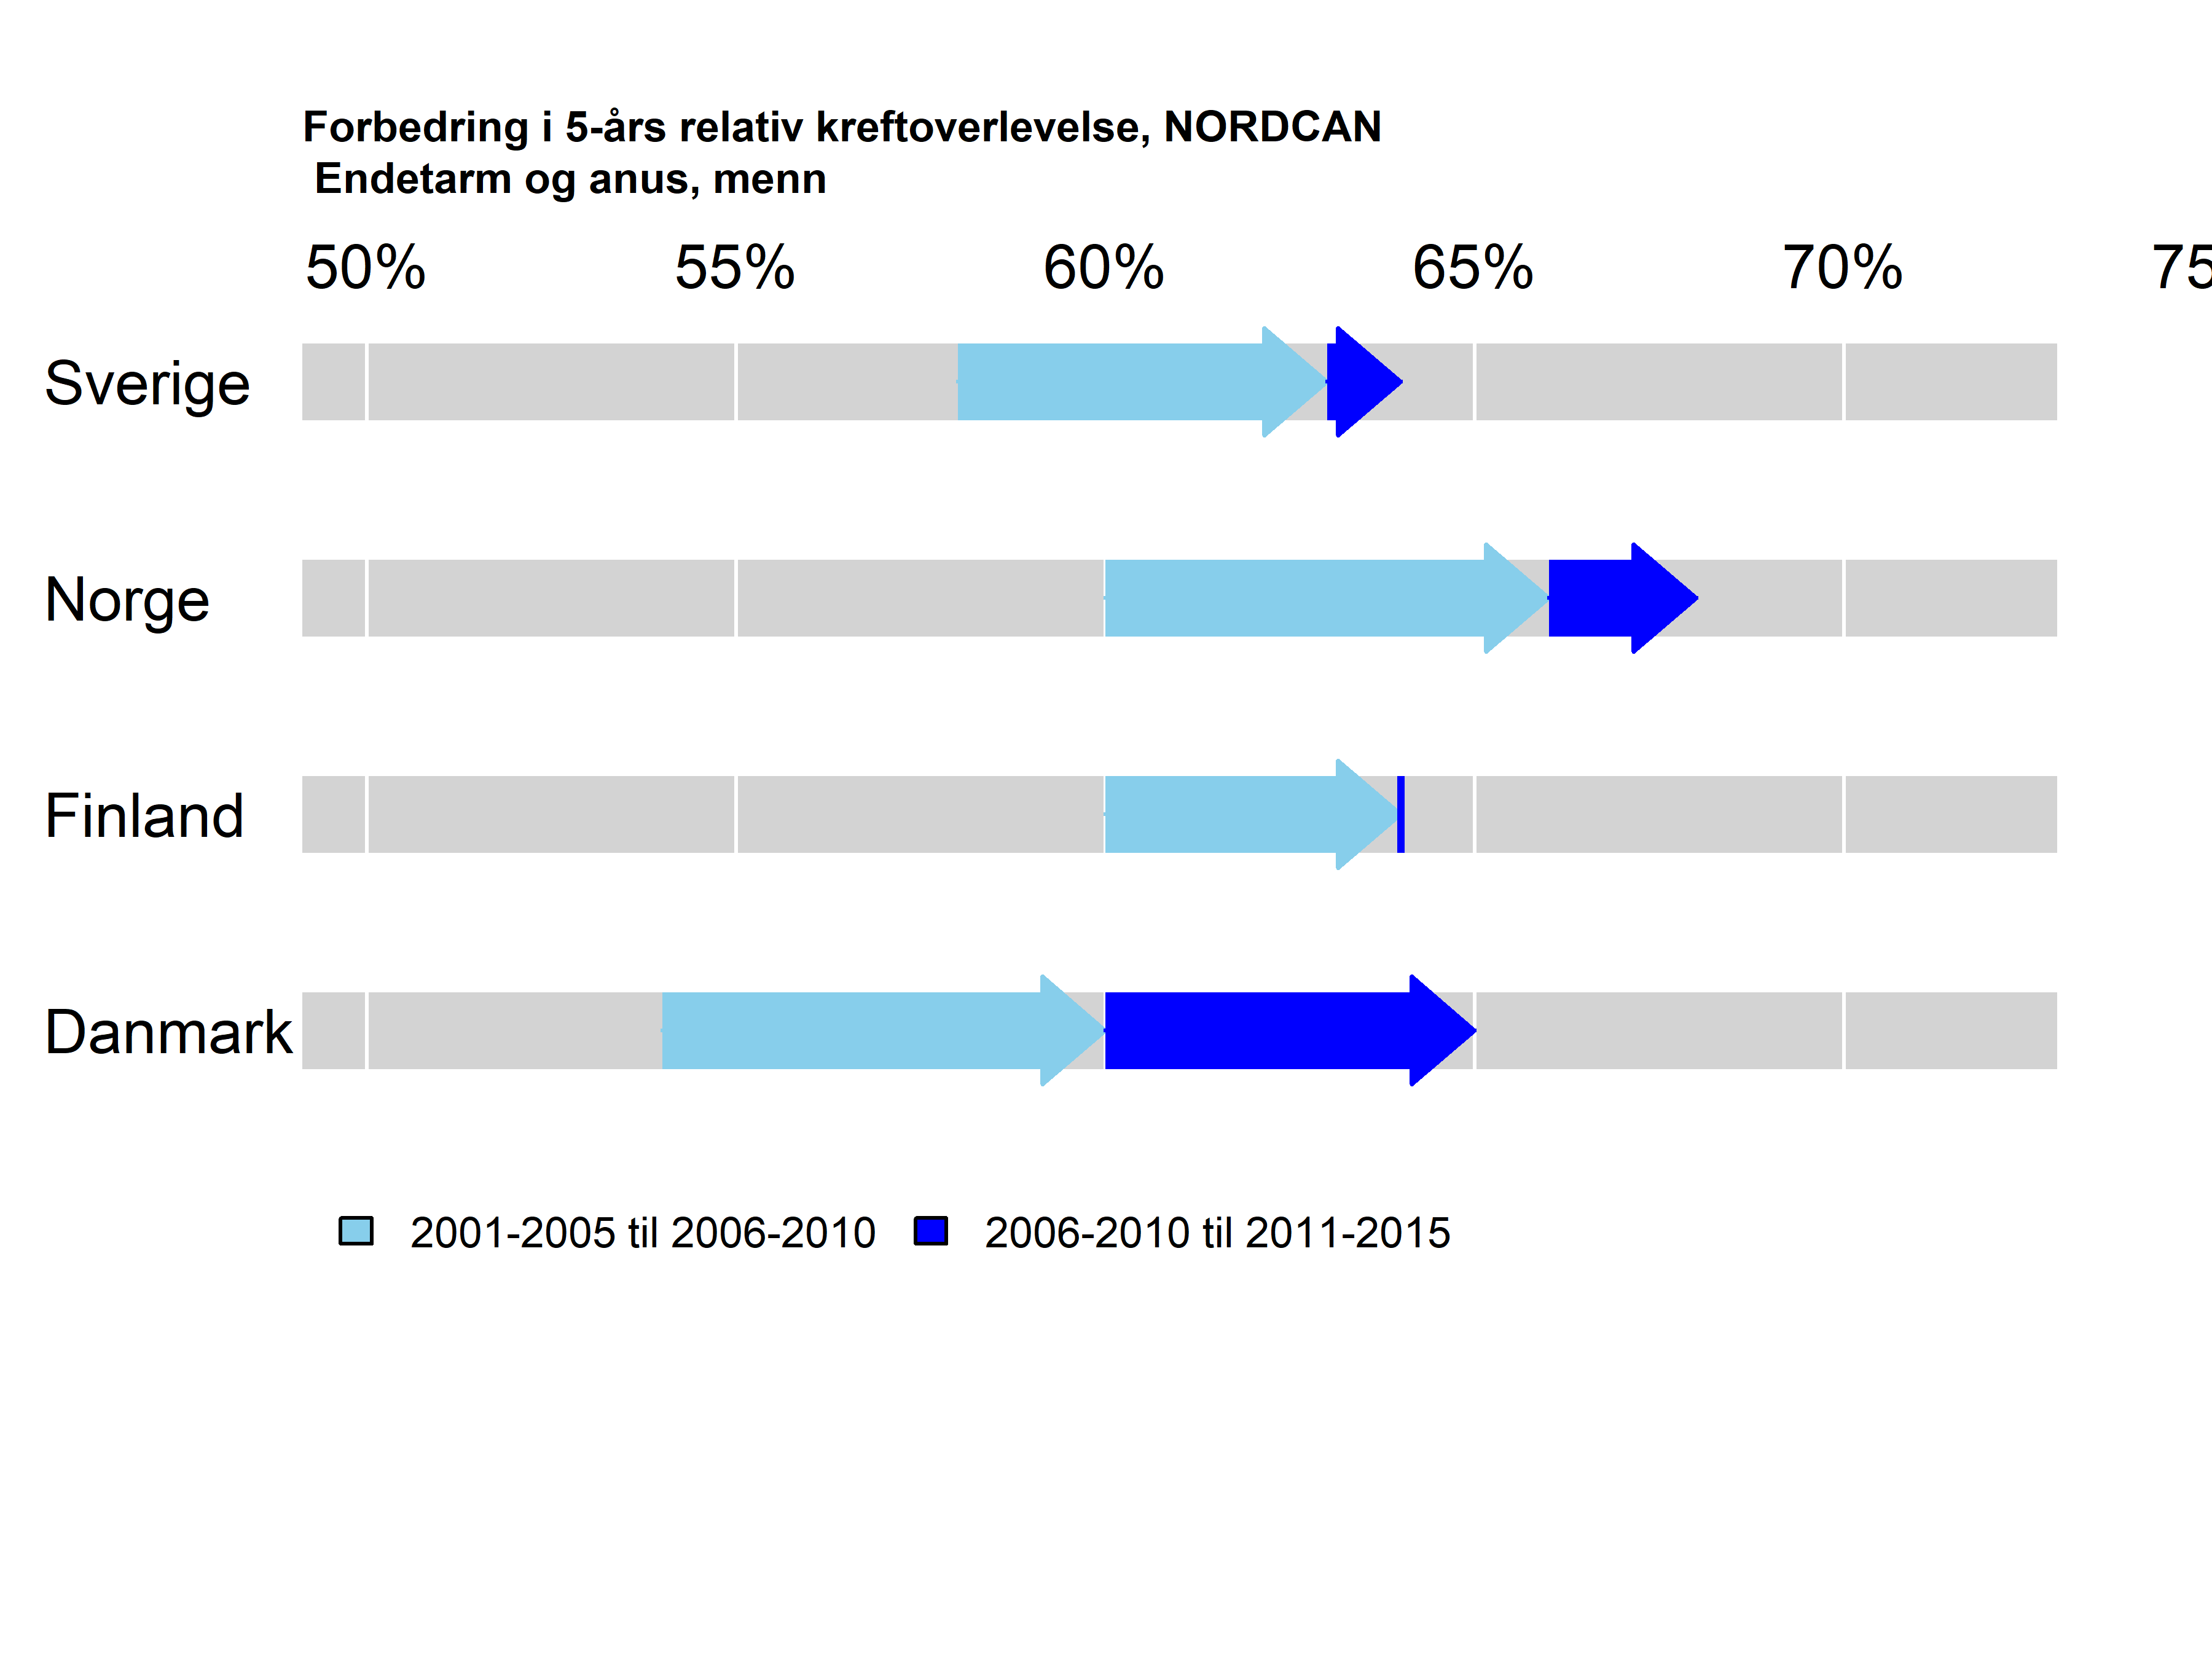 Forbedring i 5-års relativ kreftoverlevelse, NORDCAN
Endetarm og anus, menn
50% 55% 60% 65% 70% 75
Sverige
Norge
Finland
Danmark
2001-2005 til 2006-2010 2006-2010 til 2011-2015